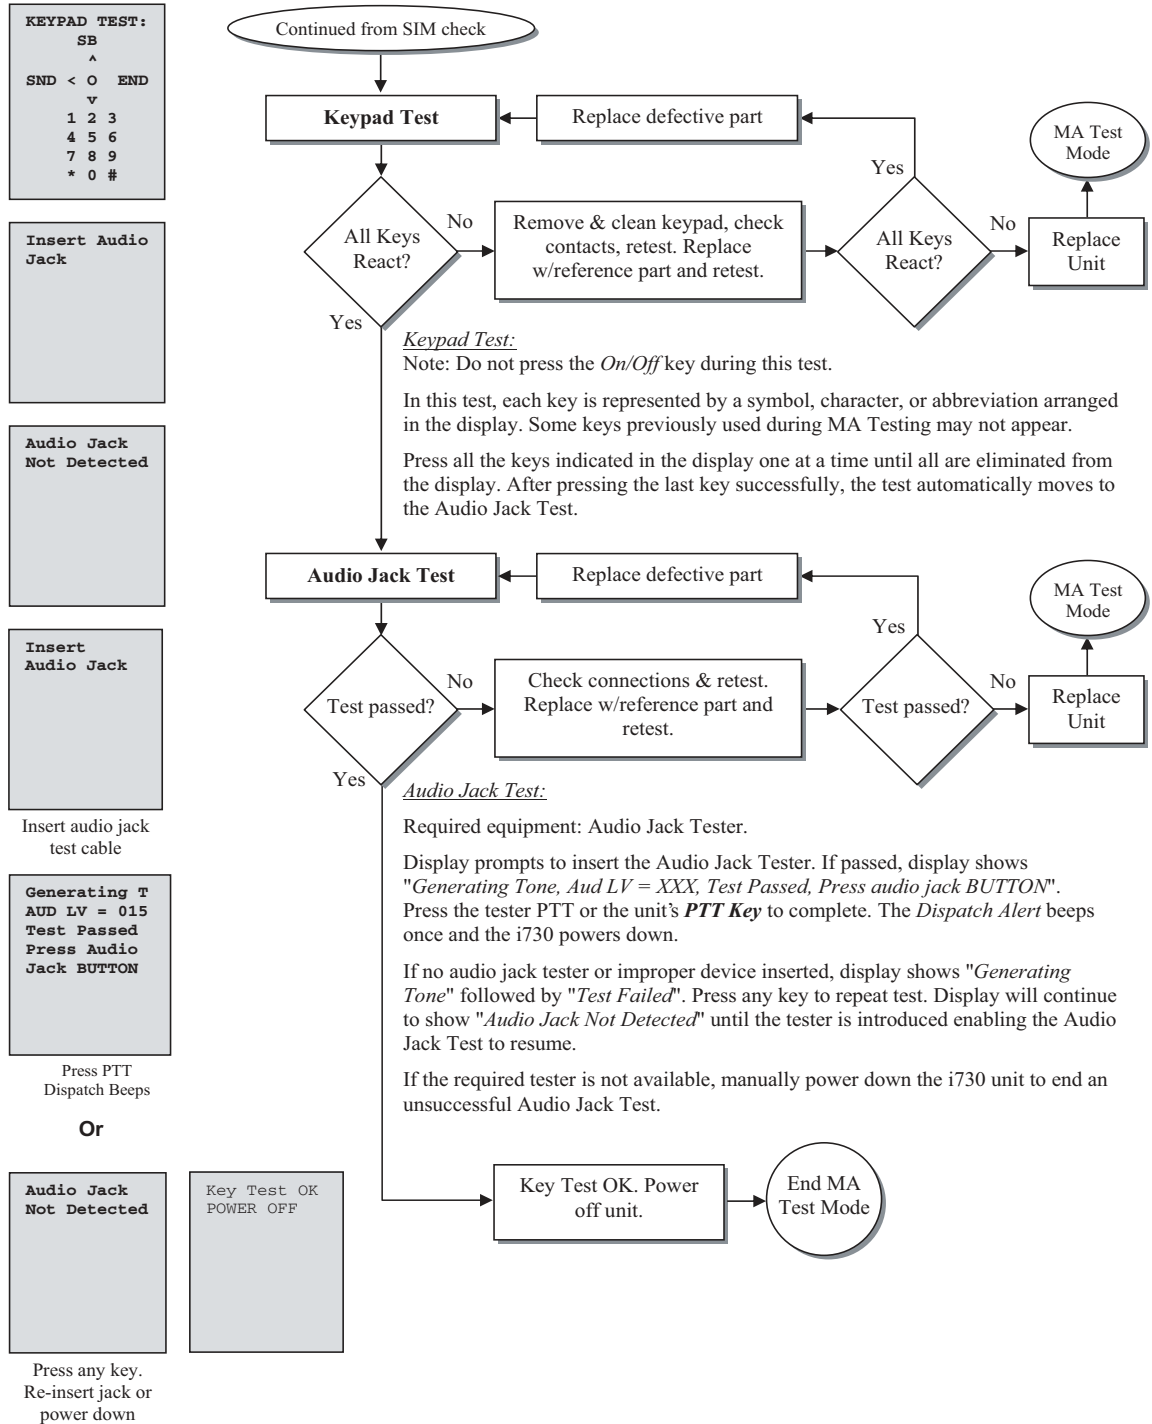 KEYPAD TEST:
SB
^
SND < O END
v
1 2 3
4 5 6
7 8 9
* 0 #
Insert Audio
Jack
Audio Jack
Not Detected
Insert
Audio Jack
Insert audio jack
test cable
Generating T
AUD LV = 015
Test Passed
Press Audio
Jack BUTTON
Press PTT
Dispatch Beeps
Or
Audio Jack
Not Detected
Press any key.
Re-insert jack or
power down
Key Test OK
POWER OFF
Continued from SIM check
Keypad Test
Replace defective part
MA Test
Mode
Yes
All Keys
React?
No
Remove & clean keypad, check
contacts, retest. Replace
w/reference part and retest.
All Keys
React?
No
Replace
Unit
Yes
Keypad Test:
Note: Do not press the On/Off key during this test.
In this test, each key is represented by a symbol, character, or abbreviation arranged
in the display. Some keys previously used during MA Testing may not appear.
Press all the keys indicated in the display one at a time until all are eliminated from
the display. After pressing the last key successfully, the test automatically moves to
the Audio Jack Test.
Audio Jack Test
Replace defective part
MA Test
Mode
Yes
Test passed?
No
Check connections & retest.
Replace w/reference part and
retest.
Test passed?
No
Replace
Unit
Yes
Audio Jack Test:
Required equipment: Audio Jack Tester.
Display prompts to insert the Audio Jack Tester. If passed, display shows
"Generating Tone, Aud LV = XXX, Test Passed, Press audio jack BUTTON".
Press the tester PTT or the unit's PTT Key to complete. The Dispatch Alert beeps
once and the i730 powers down.
If no audio jack tester or improper device inserted, display shows "Generating
Tone" followed by "Test Failed". Press any key to repeat test. Display will continue
to show "Audio Jack Not Detected" until the tester is introduced enabling the Audio
Jack Test to resume.
If the required tester is not available, manually power down the i730 unit to end an
unsuccessful Audio Jack Test.
Key Test OK. Power
off unit.
End MA
Test Mode